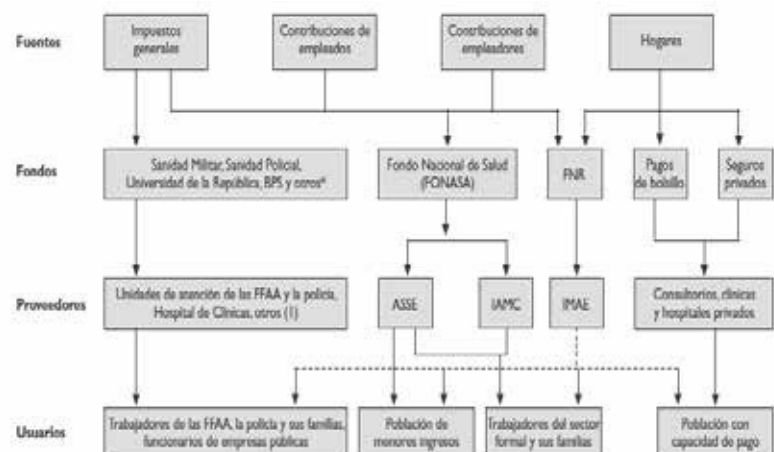 Fuentes
Impuestos
generales
Contribuciones de
empleados
Contribuciones de
empleadores
Hogares
Fondos
Sanidad Militar, Sanidad Policial,
Universidad de la República, BPS y otros*
Fondo Nacional de Salud
(FONASA)
FNR
Pagos
de bolsillo
Seguros
privados
Proveedores
Unidades de atención de las FFAA y la policía,
Hospital de Clínicas, otros (1)
ASSE
IAMC
IMAE
Consultorios, clínicas
y hospitales privados
Usuarios
Trabajadores de las FFAA, la policía y sus familias,
funcionarios de empresas públicas
Población de
menores ingresos
Trabajadores del sector
formal y sus familias
Población con
capacidad de pago